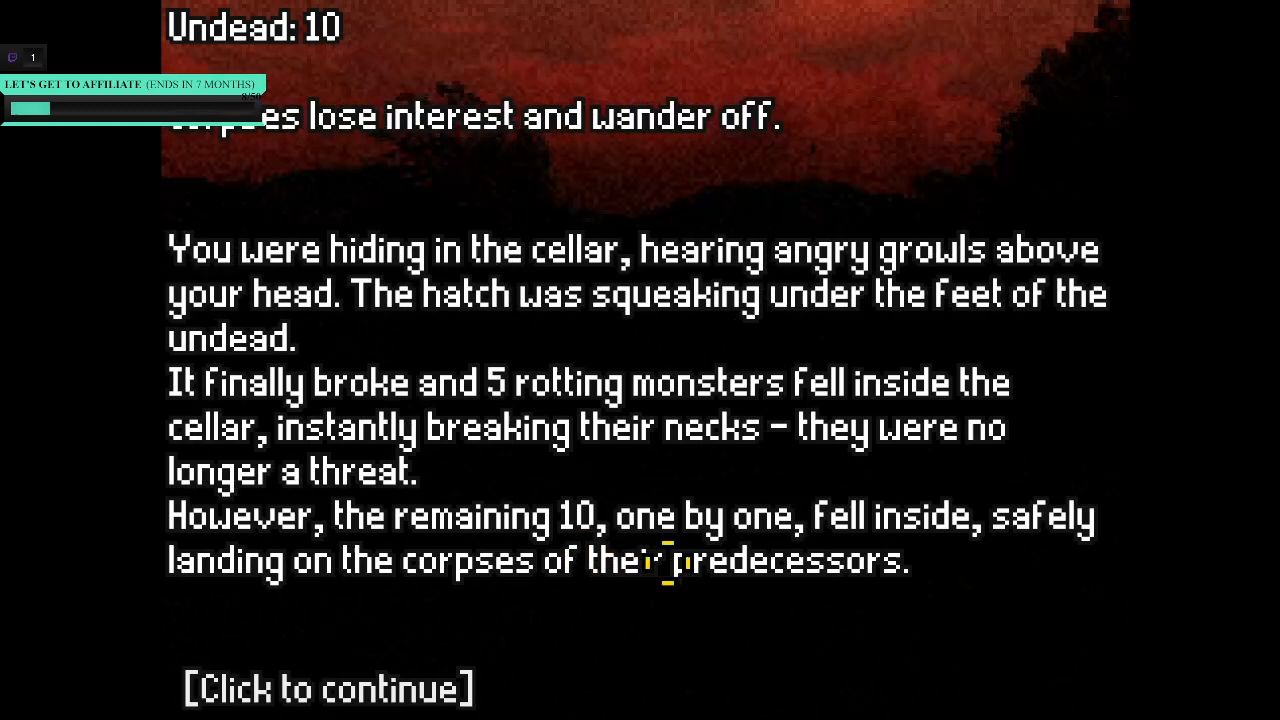 Undead: 10
1
LET'S GET TO AFFILIATE (ENDS IN 7 MONTHS)
8/50
Corpses lose interest and wander off.
You were hiding in the cellar, hearing angry growls above
your head. The hatch was squeaking under the feet of the
undead.
It finally broke and 5 rotting monsters fell inside the
cellar, instantly breaking their necks - they were no
longer a threat.
However, the remaining 10, one by one, fell inside, safely
landing on the corpses of their predecessors.
[Click to continue]